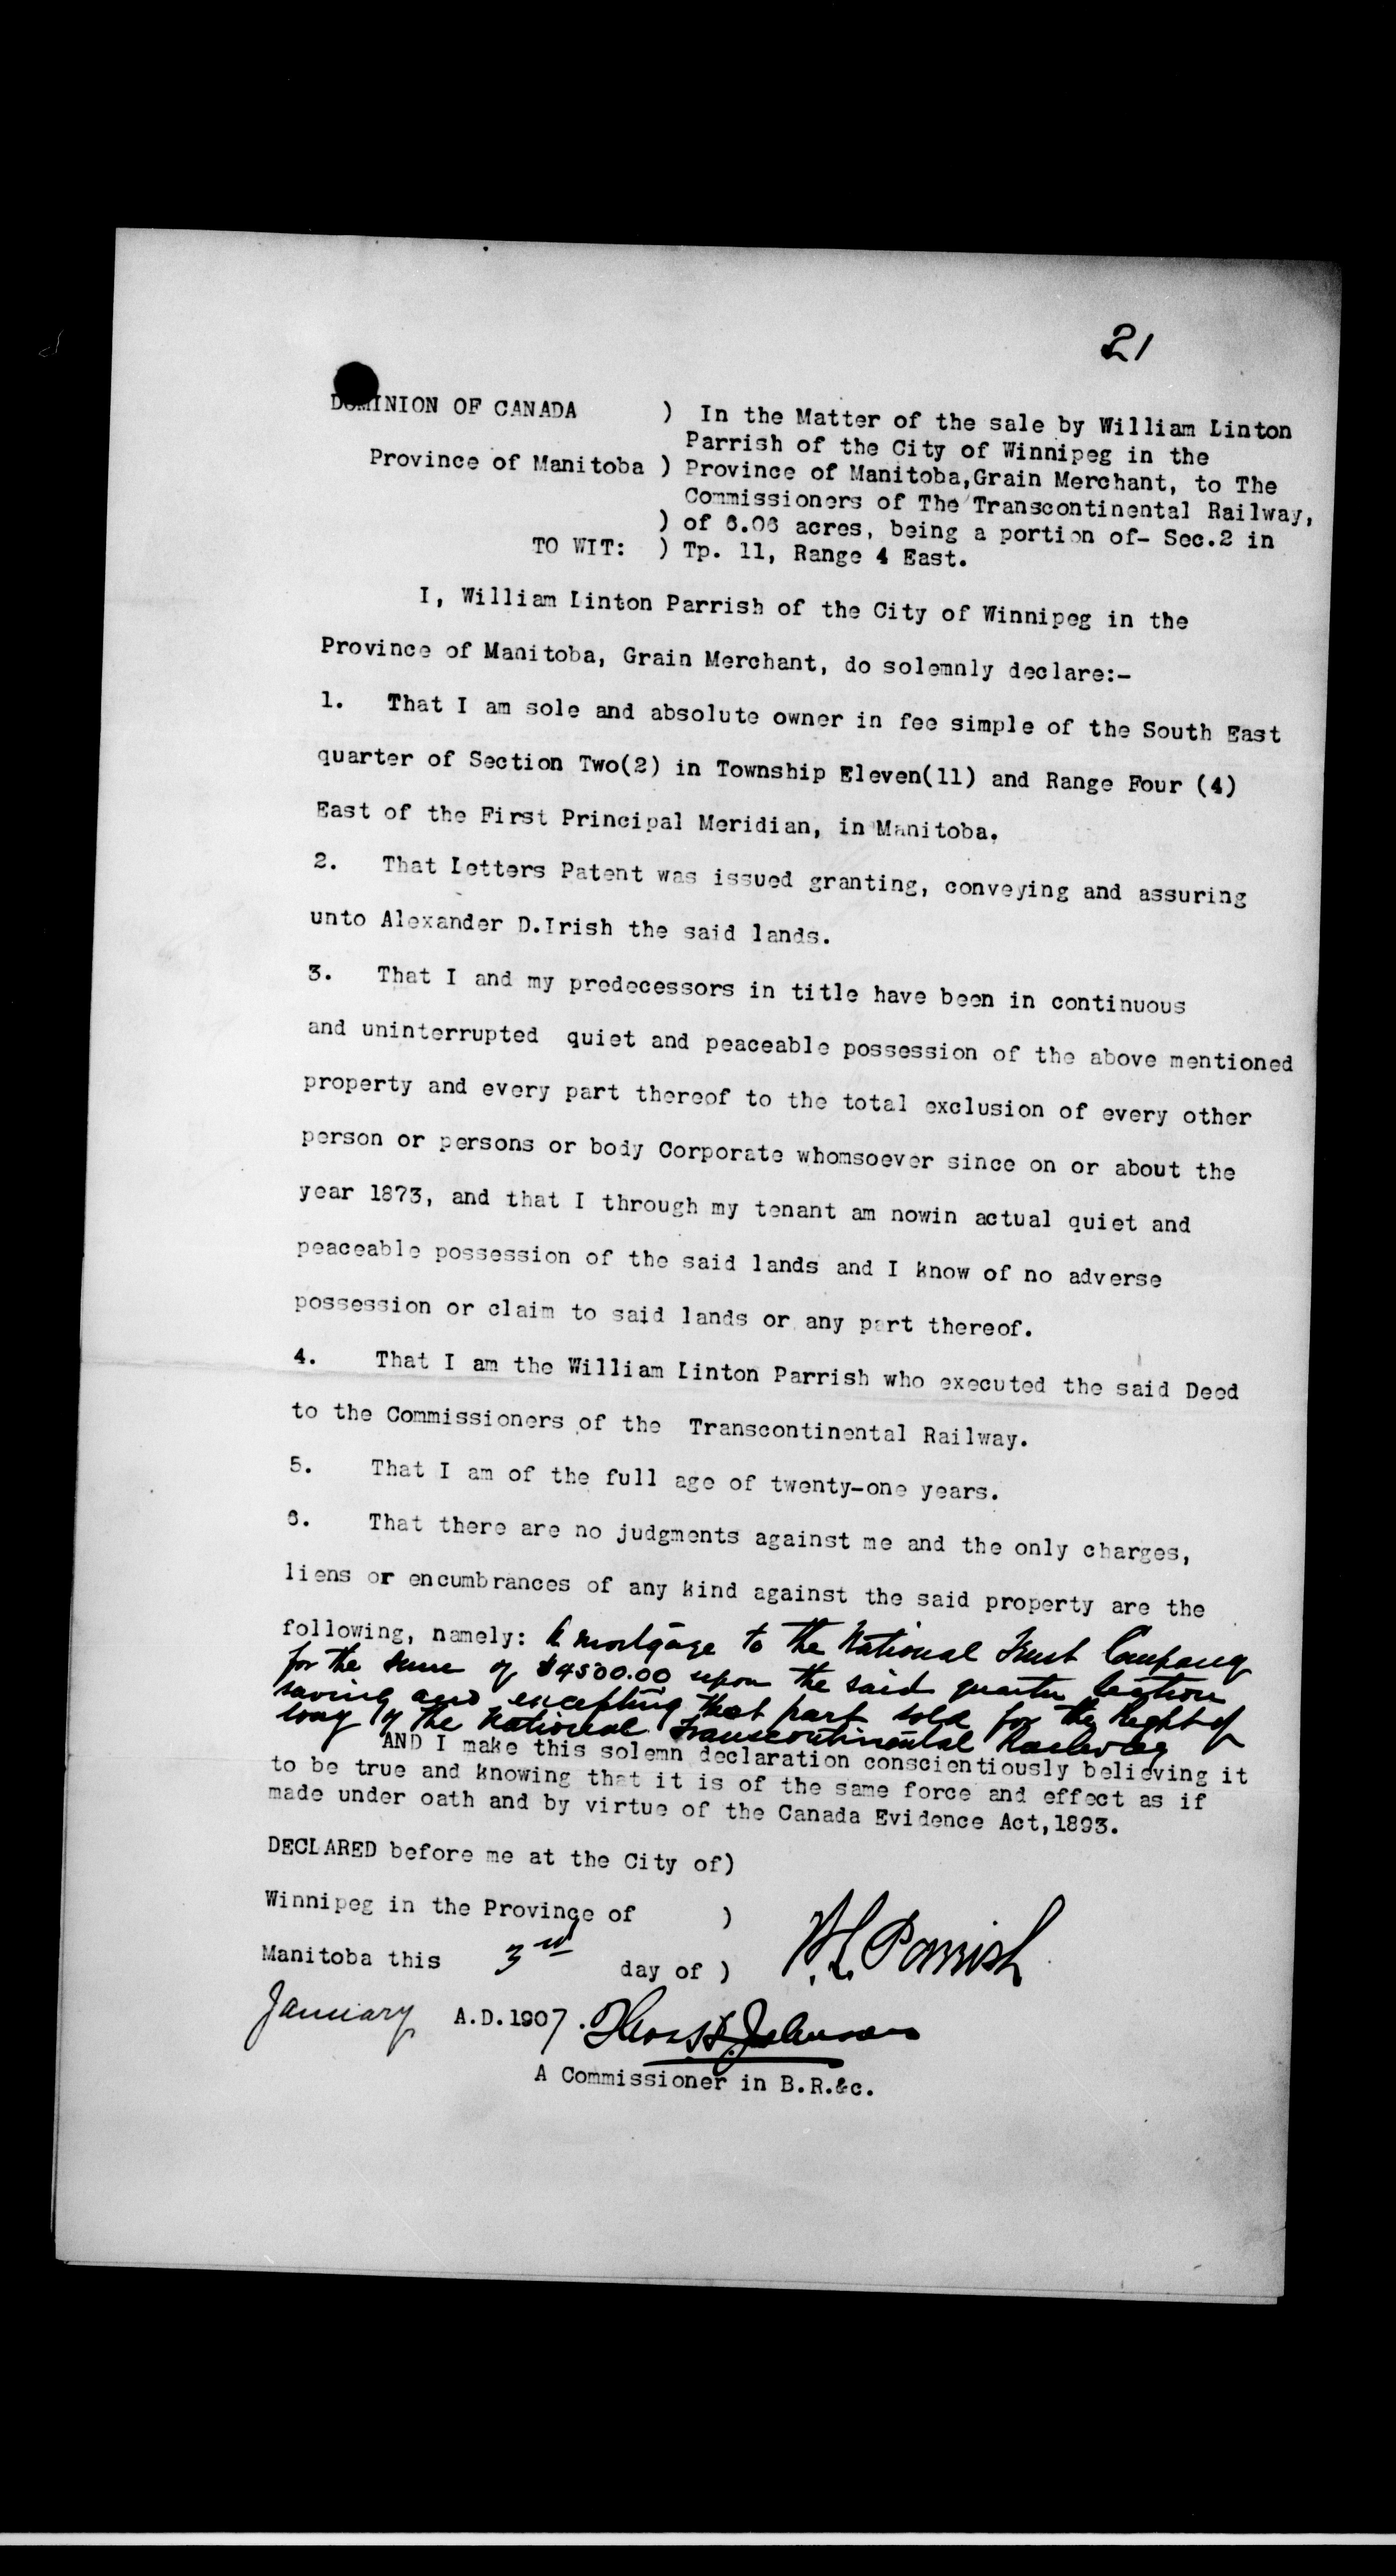 21
DOMINION OF CANADA ) In the Matter of the sale by William Linton
Parrish of the City of Winnipeg in the
Province of Manitoba ) Province of Manitoba,Grain Merchant, to The
Commissioners of The Transcontinental Railway,
) of 6.06 acres, being a portion of- Sec.2 in
TO WIT: ) Tp. 11, Range 4 East.
I, William Linton Parrish of the City of Winnipeg in the
Province of Manitoba, Grain Merchant, do solemnly declare:-
1. That I am sole and absolute owner in fee simple of the South East
quarter of Section Two(2) in Township Eleven(11) and Range Four (4)
East of the First Principal Meridian, in Manitoba.
2. That Letters Patent was issued granting, conveying and assuring
unto Alexander D.Irish the said lands.
3. That I and my predecessors in title have been in continuous
and uninterrupted quiet and peaceable possession of the above mentioned
property and every part thereof to the total exclusion of every other
person or persons or body Corporate whomsoever since on or about the
year 1873, and that I through my tenant am nowin actual quiet and
peaceable possession of the said lands and I know of no adverse
possession or claim to said lands or any part thereof.
4. That I am the William Linton Parrish who executed the said Deed
to the Commissioners of the Transcontinental Railway.
5. That I am of the full age of twenty-one years.
6. That there are no judgments against me and the only charges,
liens or encumbrances of any kind against the said property are the
following, namely: A mortgage to the National Trust Company
for the sum of $4500.00 upon the said quarter section
saving and excepting that part sold for the Right of
way of the National Transcontinental Railway
AND I make this solemn declaration conscientiously believing it
to be true and knowing that it is of the same force and effect as if
made under oath and by virtue of the Canada Evidence Act,1893.
DECLARED before me at the City of)
Winnipeg in the Province of )
Manitoba this 3rd day of ) W.L. Parrish
January A.D.1907. Thos. H. Johnson
A Commissioner in B.R.&c.